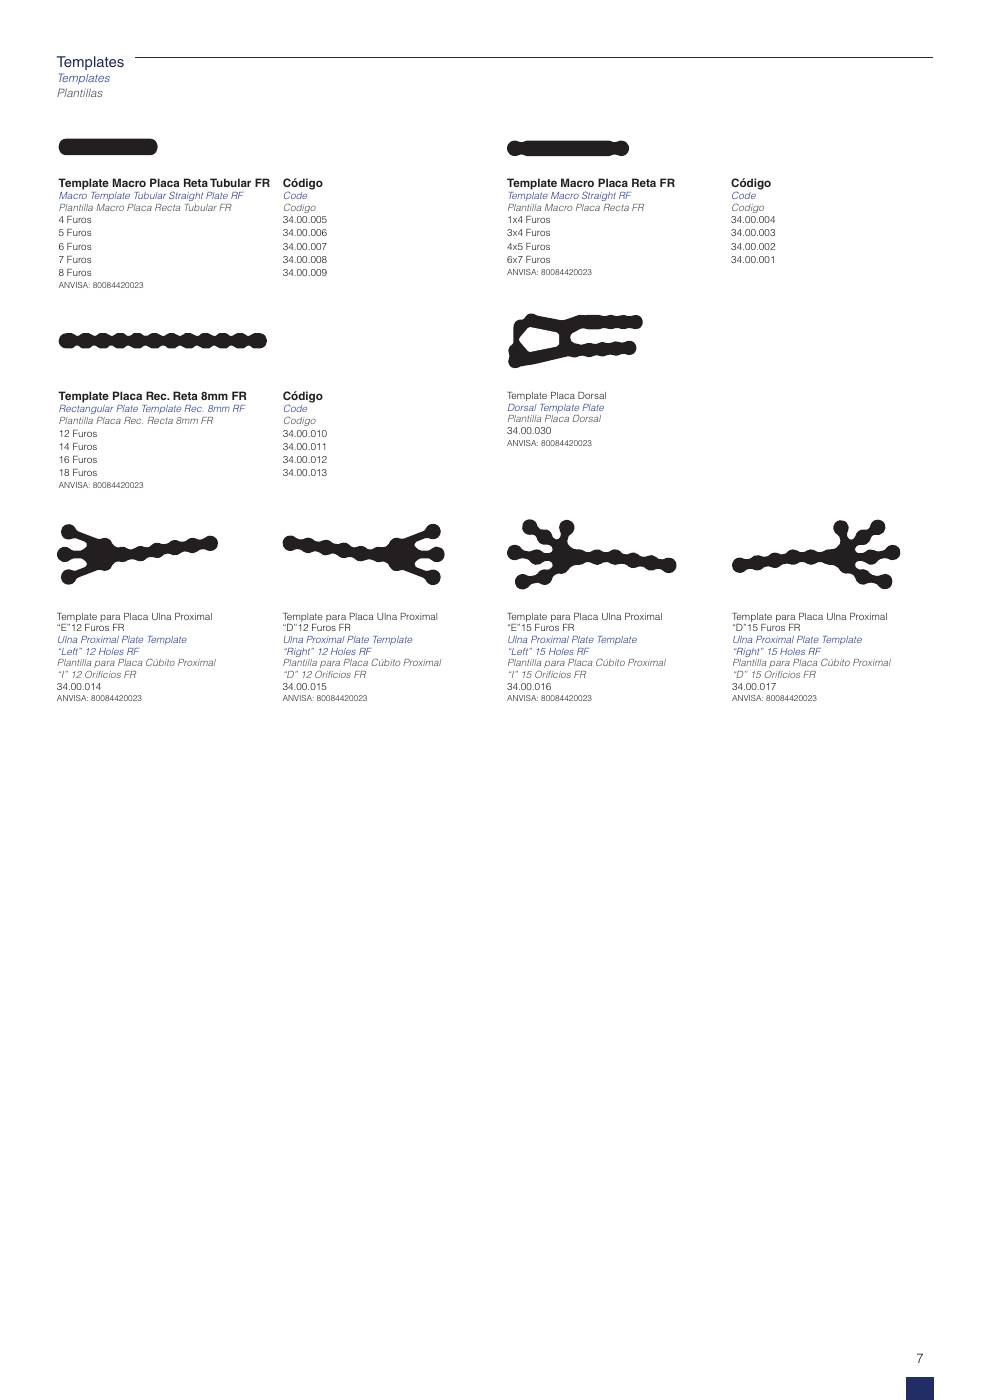 Templates
Templates
Plantillas
Template Macro Placa Reta Tubular FR Código
Macro Template Tubular Straight Plate RF Code
Plantilla Macro Placa Recta Tubular FR Codigo
4 Furos 34.00.005
5 Furos 34.00.006
6 Furos 34.00.007
7 Furos 34.00.008
8 Furos 34.00.009
ANVISA: 80084420023
Template Macro Placa Reta FR Código
Template Macro Straight RF Code
Plantilla Macro Placa Recta FR Codigo
1x4 Furos 34.00.004
3x4 Furos 34.00.003
4x5 Furos 34.00.002
6x7 Furos 34.00.001
ANVISA: 80084420023
Template Placa Rec. Reta 8mm FR Código
Rectangular Plate Template Rec. 8mm RF Code
Plantilla Placa Rec. Recta 8mm FR Codigo
12 Furos 34.00.010
14 Furos 34.00.011
16 Furos 34.00.012
18 Furos 34.00.013
ANVISA: 80084420023
Template Placa Dorsal
Dorsal Template Plate
Plantilla Placa Dorsal
34.00.030
ANVISA: 80084420023
Template para Placa Ulna Proximal
“E”12 Furos FR
Ulna Proximal Plate Template
“Left” 12 Holes RF
Plantilla para Placa Cúbito Proximal
“I” 12 Orificios FR
34.00.014
ANVISA: 80084420023
Template para Placa Ulna Proximal
“D”12 Furos FR
Ulna Proximal Plate Template
“Right” 12 Holes RF
Plantilla para Placa Cúbito Proximal
“D” 12 Orificios FR
34.00.015
ANVISA: 80084420023
Template para Placa Ulna Proximal
“E”15 Furos FR
Ulna Proximal Plate Template
“Left” 15 Holes RF
Plantilla para Placa Cúbito Proximal
“I” 15 Orificios FR
34.00.016
ANVISA: 80084420023
Template para Placa Ulna Proximal
“D”15 Furos FR
Ulna Proximal Plate Template
“Right” 15 Holes RF
Plantilla para Placa Cúbito Proximal
“D” 15 Orificios FR
34.00.017
ANVISA: 80084420023
7